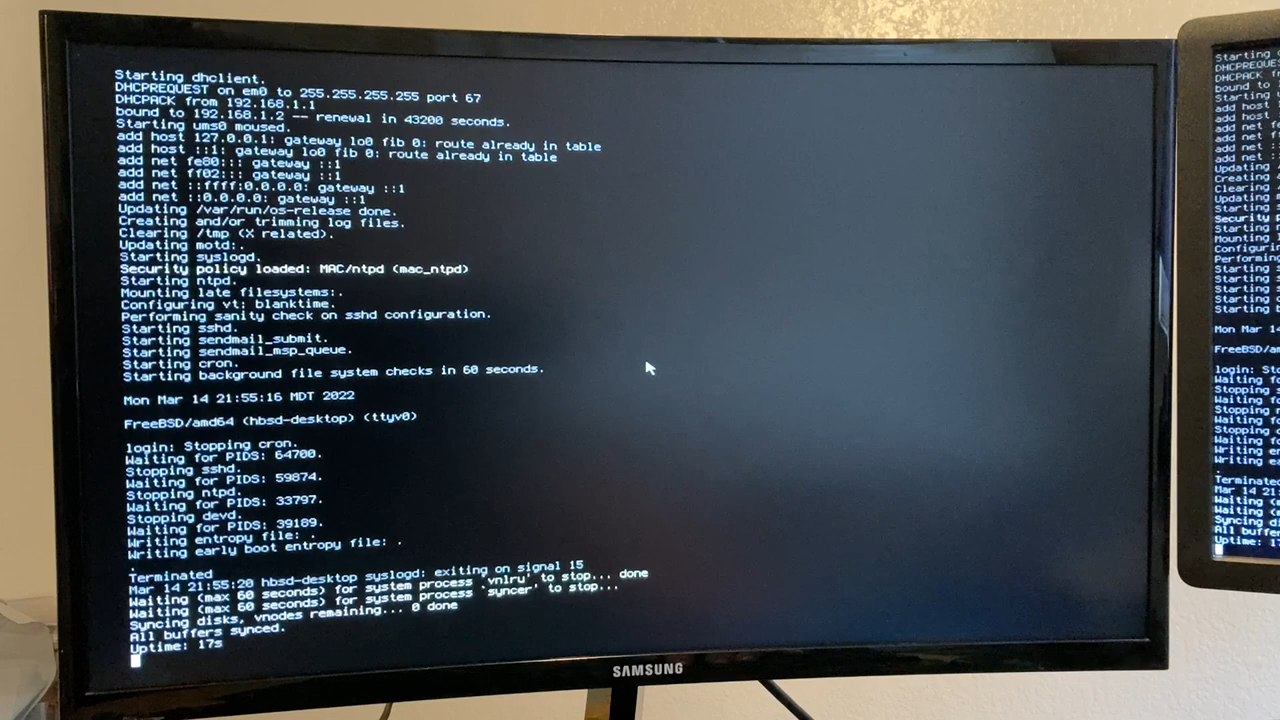 Starting dhclient.
DHCPREQUEST on em0 to 255.255.255.255 port 67
DHCPACK from 192.168.1.1
bound to 192.168.1.2 -- renewal in 43200 seconds.
Starting ums0 moused.
add host 127.0.0.1: gateway lo0 fib 0: route already in table
add host ::1: gateway lo0 fib 0: route already in table
add net fe80::: gateway ::1
add net ff02::: gateway ::1
add net ::ffff:0.0.0.0: gateway ::1
add net ::0.0.0.0: gateway ::1
Updating /var/run/os-release done.
Creating and/or trimming log files.
Clearing /tmp (X related).
Updating motd:.
Starting syslogd.
Security policy loaded: MAC/ntpd (mac_ntpd)
Starting ntpd.
Mounting late filesystems:.
Configuring vt: blanktime.
Performing sanity check on sshd configuration.
Starting sshd.
Starting sendmail_submit.
Starting sendmail_msp_queue.
Starting cron.
Starting background file system checks in 60 seconds.
Mon Mar 14 21:55:16 MDT 2022
FreeBSD/amd64 (hbsd-desktop) (ttyv0)
login: Stopping cron.
Waiting for PIDS: 64700.
Stopping sshd.
Waiting for PIDS: 59874.
Stopping ntpd.
Waiting for PIDS: 33797.
Stopping devd.
Waiting for PIDS: 39189.
Writing entropy file: .
Writing early boot entropy file: .
.
Terminated
Mar 14 21:55:20 hbsd-desktop syslogd: exiting on signal 15
Waiting (max 60 seconds) for system process `vnlru' to stop... done
Waiting (max 60 seconds) for system process `syncer' to stop...
Syncing disks, vnodes remaining... 0 done
All buffers synced.
Uptime: 17s
SAMSUNG